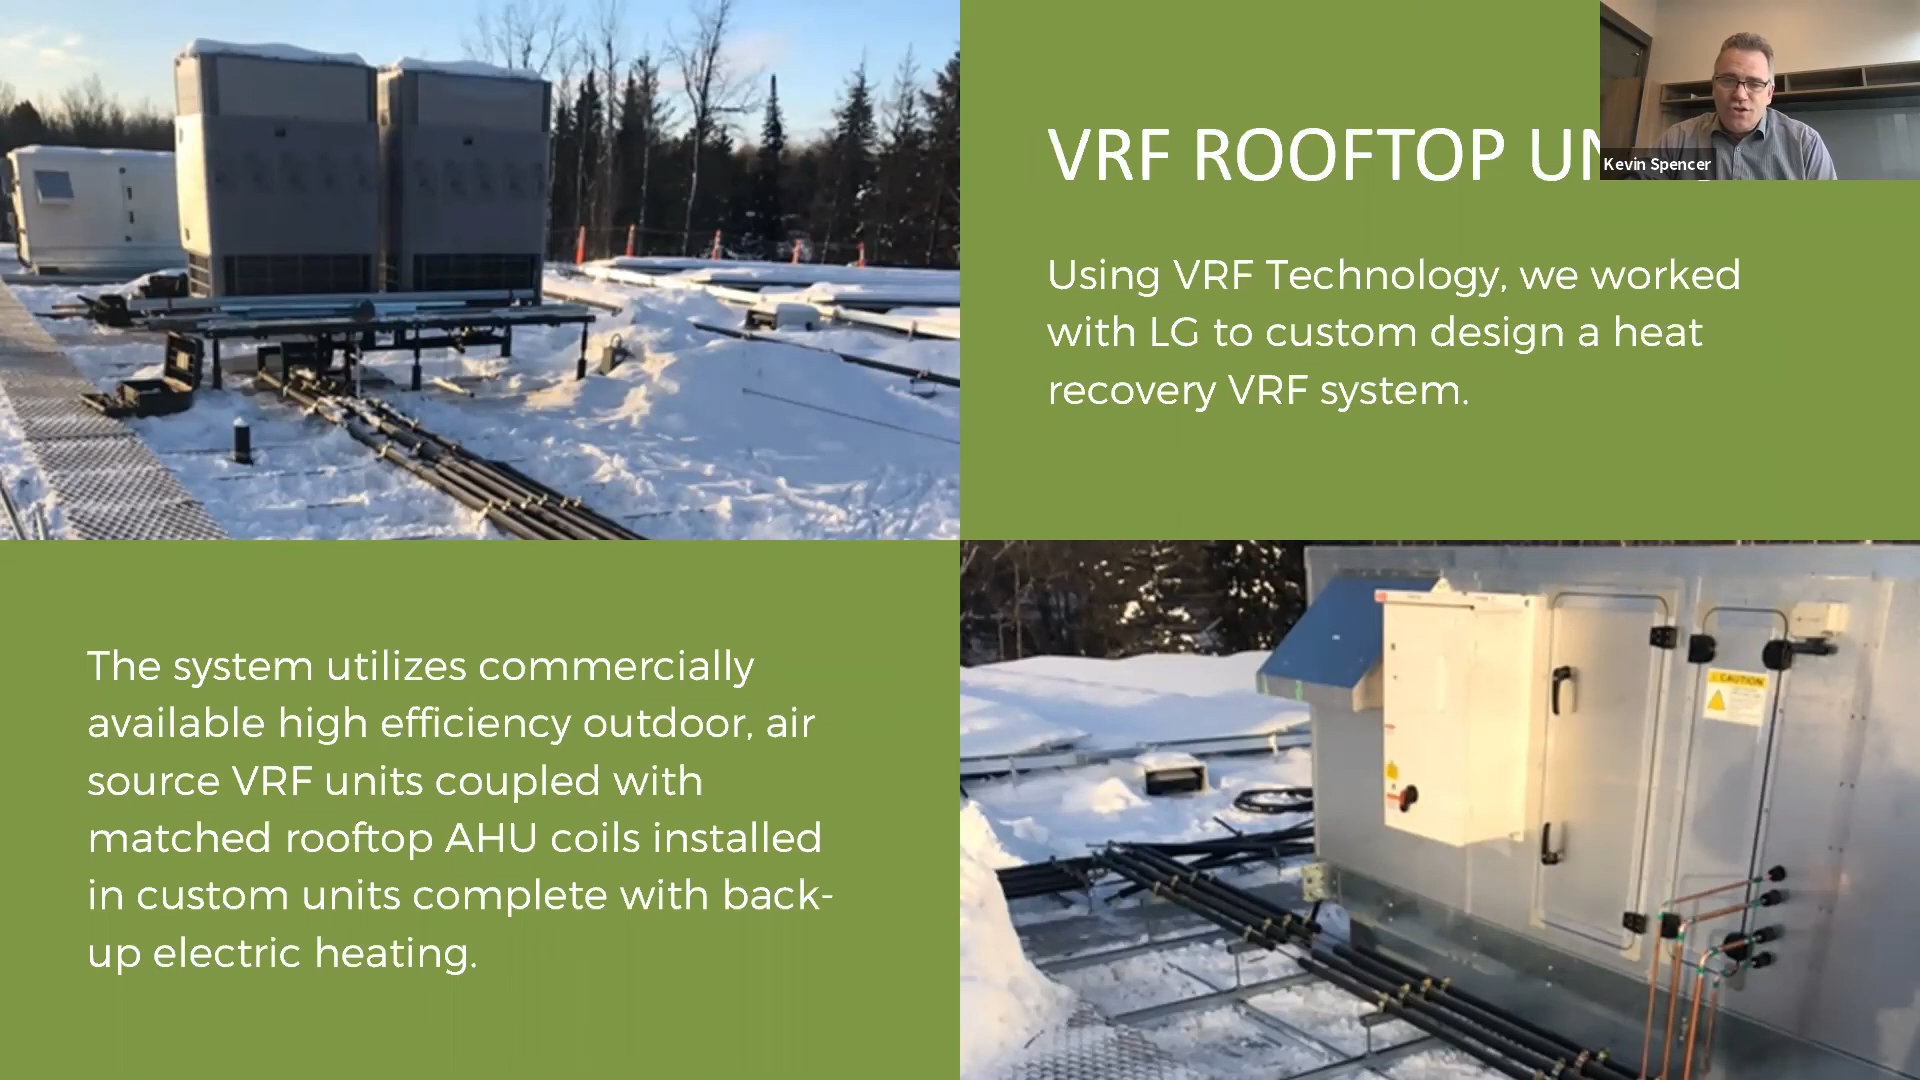 VRF ROOFTOP
Kevin Spencer
Using VRF Technology, we worked
with LG to custom design a heat
recovery VRF system.
The system utilizes commercially
available high efficiency outdoor, air
source VRF units coupled with
matched rooftop AHU coils installed
in custom units complete with back-
up electric heating.
CAUTION